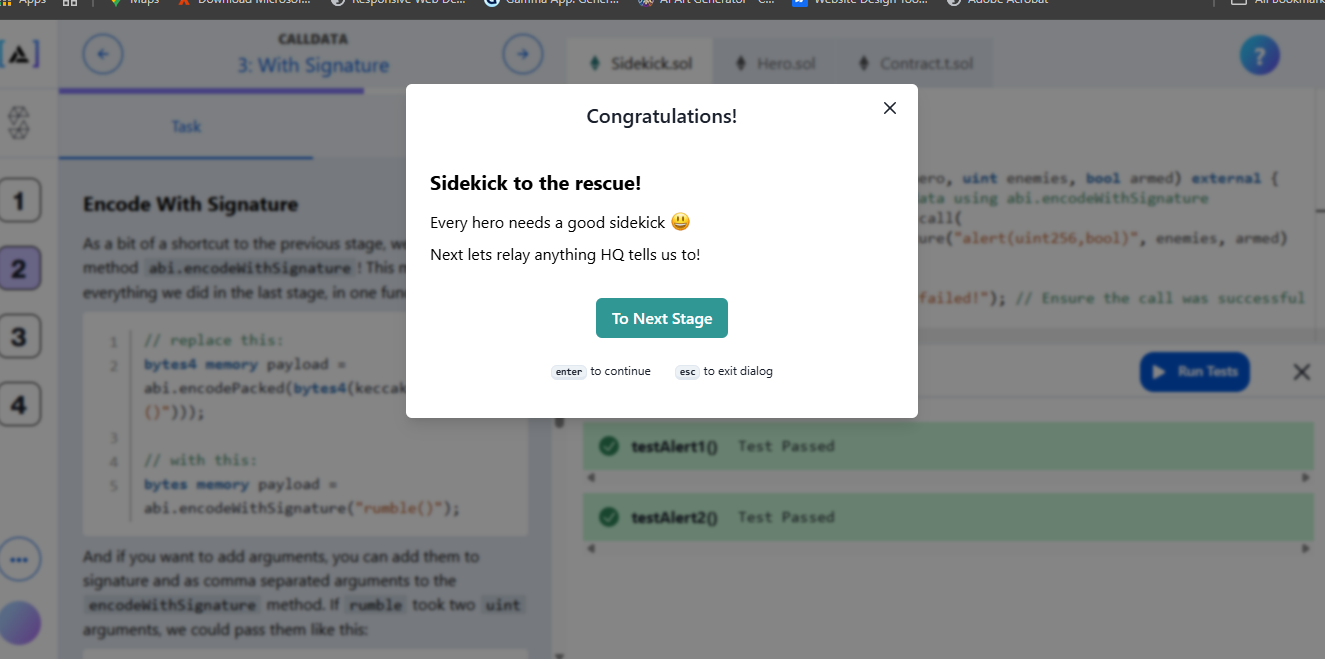 Apps
Maps
Download Microsof...
Responsive Web De...
Gamma App: Gener...
AI Art Generator – C...
Website Design Too...
Adobe Acrobat
All Bookmark
CALLDATA
3: With Signature
Sidekick.sol
Hero.sol
Contract.t.sol
?
Task
1
2
3
4
Encode With Signature
As a bit of a shortcut to the previous stage, we
method abi.encodeWithSignature! This m
everything we did in the last stage, in one fun
1 // replace this:
2 bytes4 memory payload =
abi.encodePacked(bytes4(keccak
()")));
3
4 // with this:
5 bytes memory payload =
abi.encodeWithSignature("rumble()");
And if you want to add arguments, you can add them to
signature and as comma separated arguments to the
encodeWithSignature method. If rumble took two uint
arguments, we could pass them like this:
Congratulations!
Sidekick to the rescue!
Every hero needs a good sidekick 😃
Next lets relay anything HQ tells us to!
To Next Stage
enter to continue
esc to exit dialog
ero, uint enemies, bool armed) external {
ata using abi.encodeWithSignature
call(
ure("alert(uint256,bool)", enemies, armed)
failed!"); // Ensure the call was successful
Run Tests
testAlert1() Test Passed
testAlert2() Test Passed